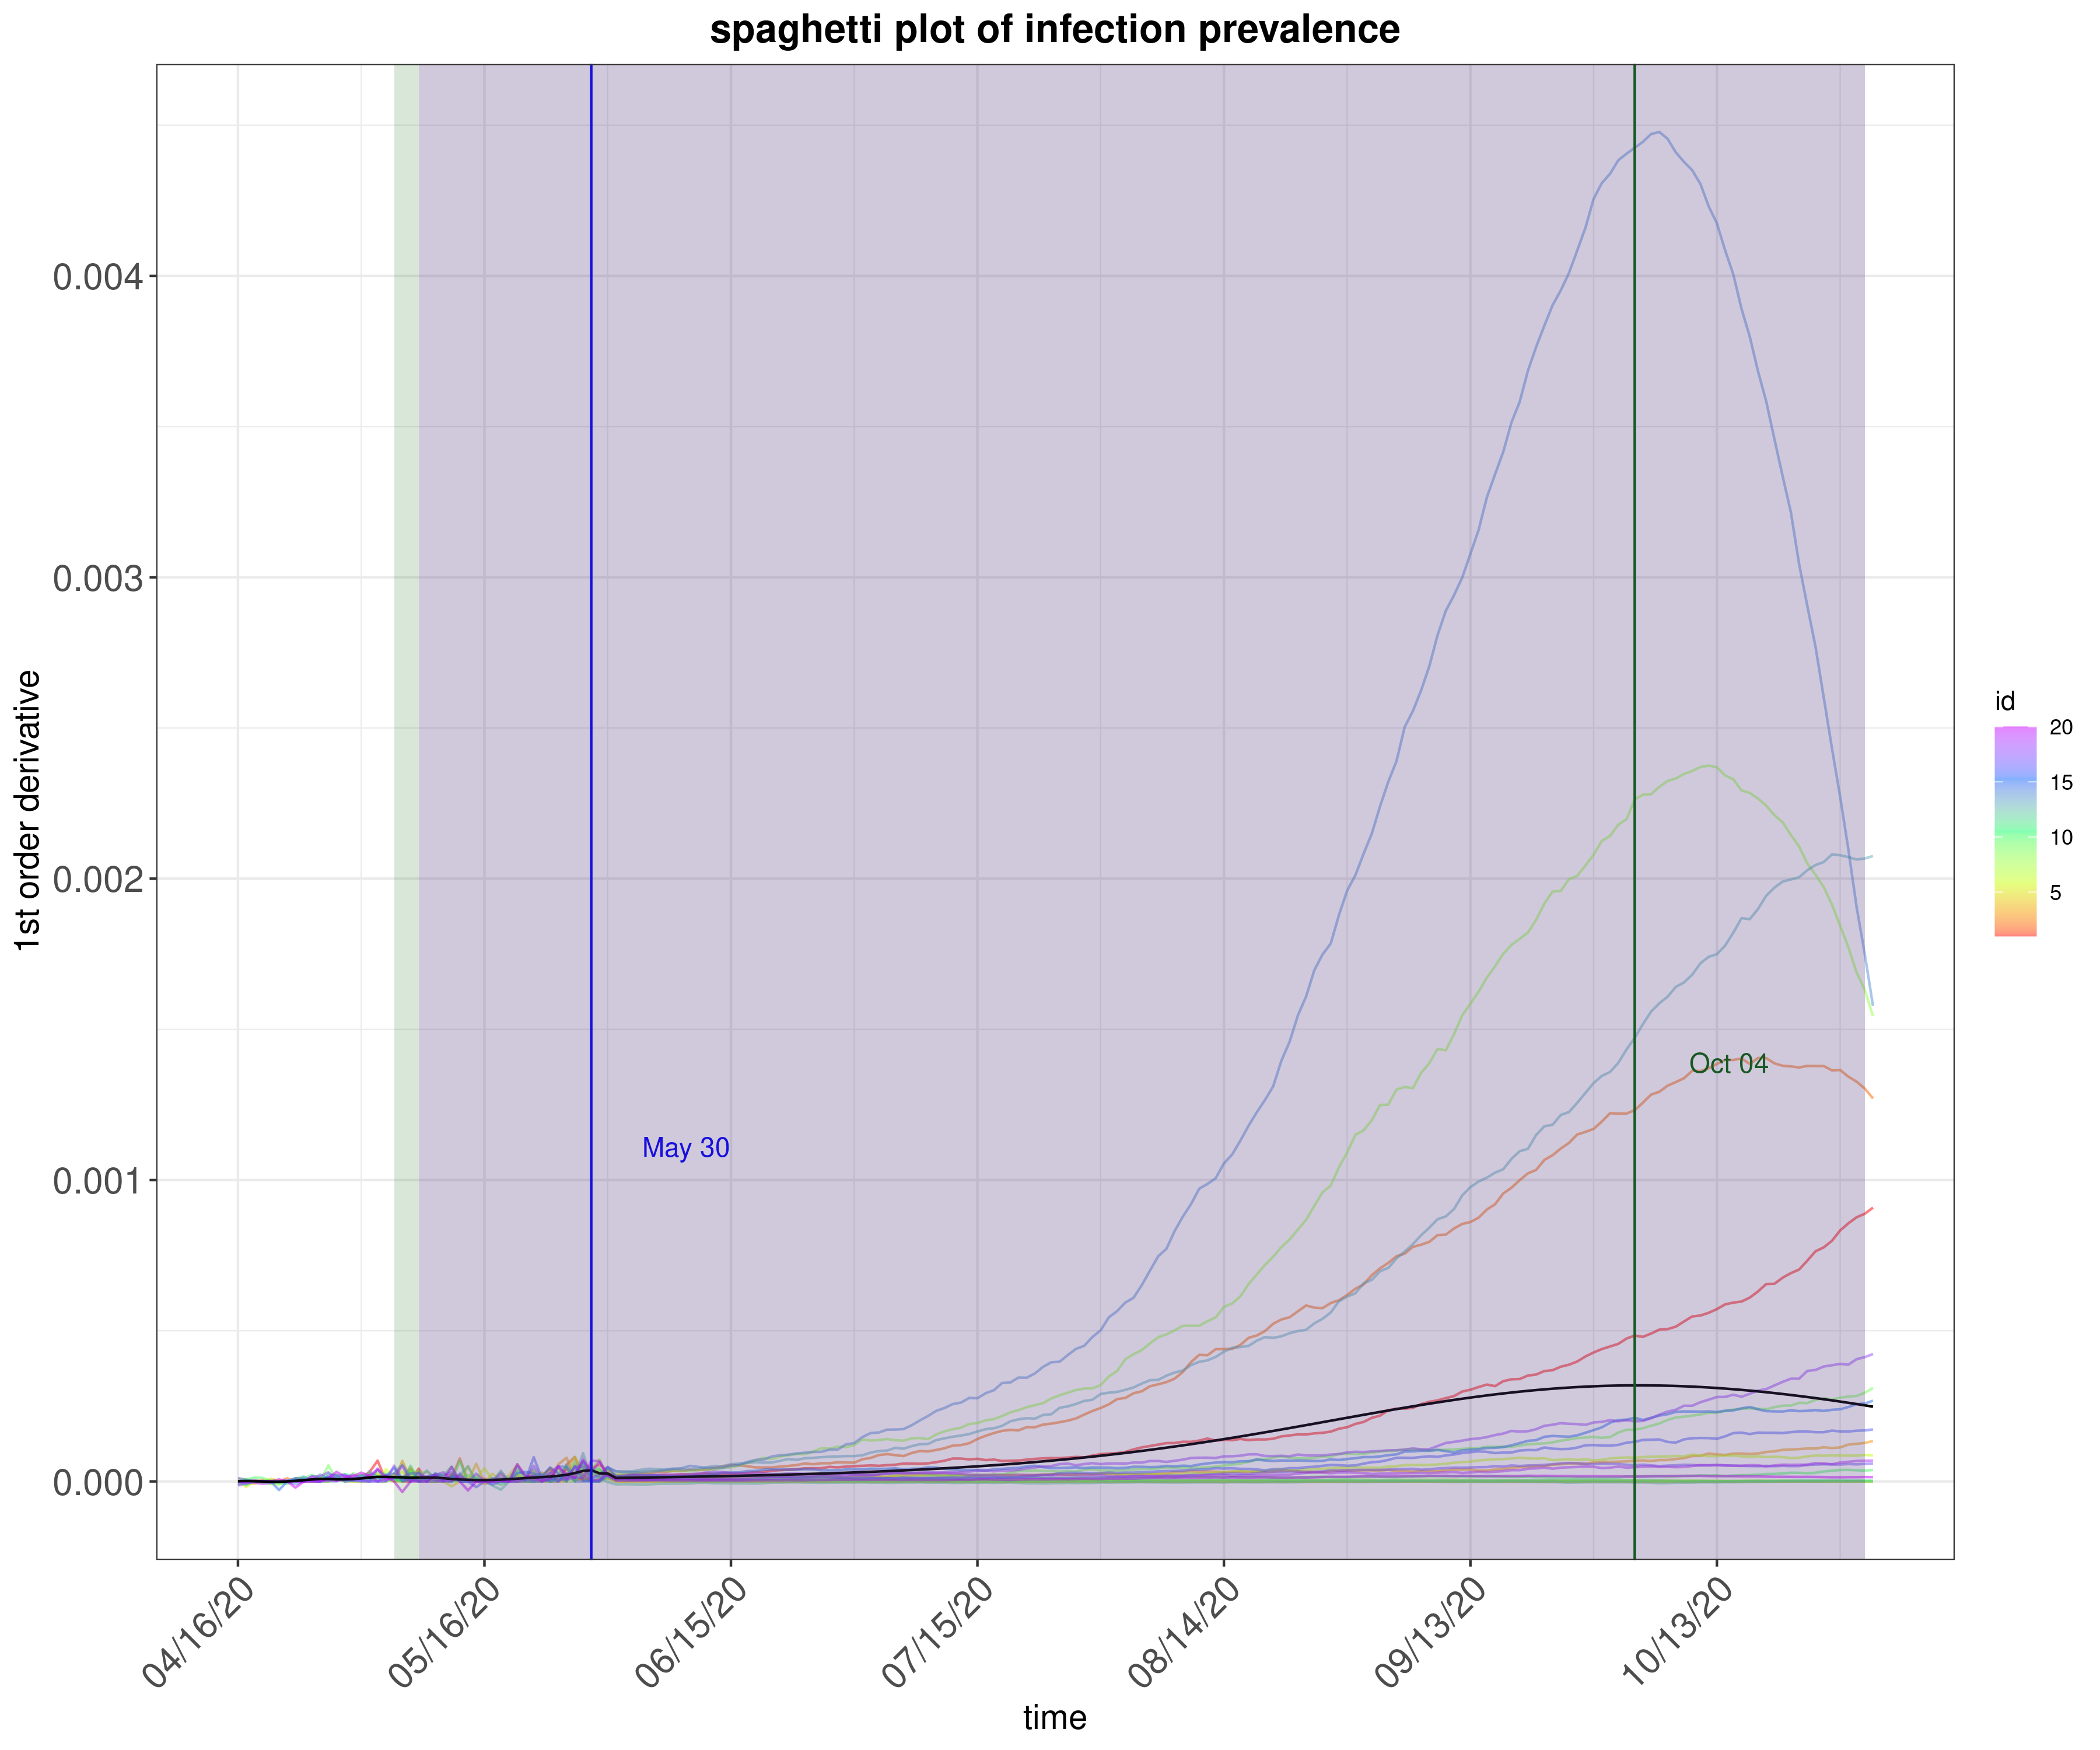 spaghetti plot of infection prevalence
1st order derivative
0.004
0.003
0.002
0.001
0.000
May 30
Oct 04
04/16/20
05/16/20
06/15/20
07/15/20
08/14/20
09/13/20
10/13/20
time
id
20
15
10
5